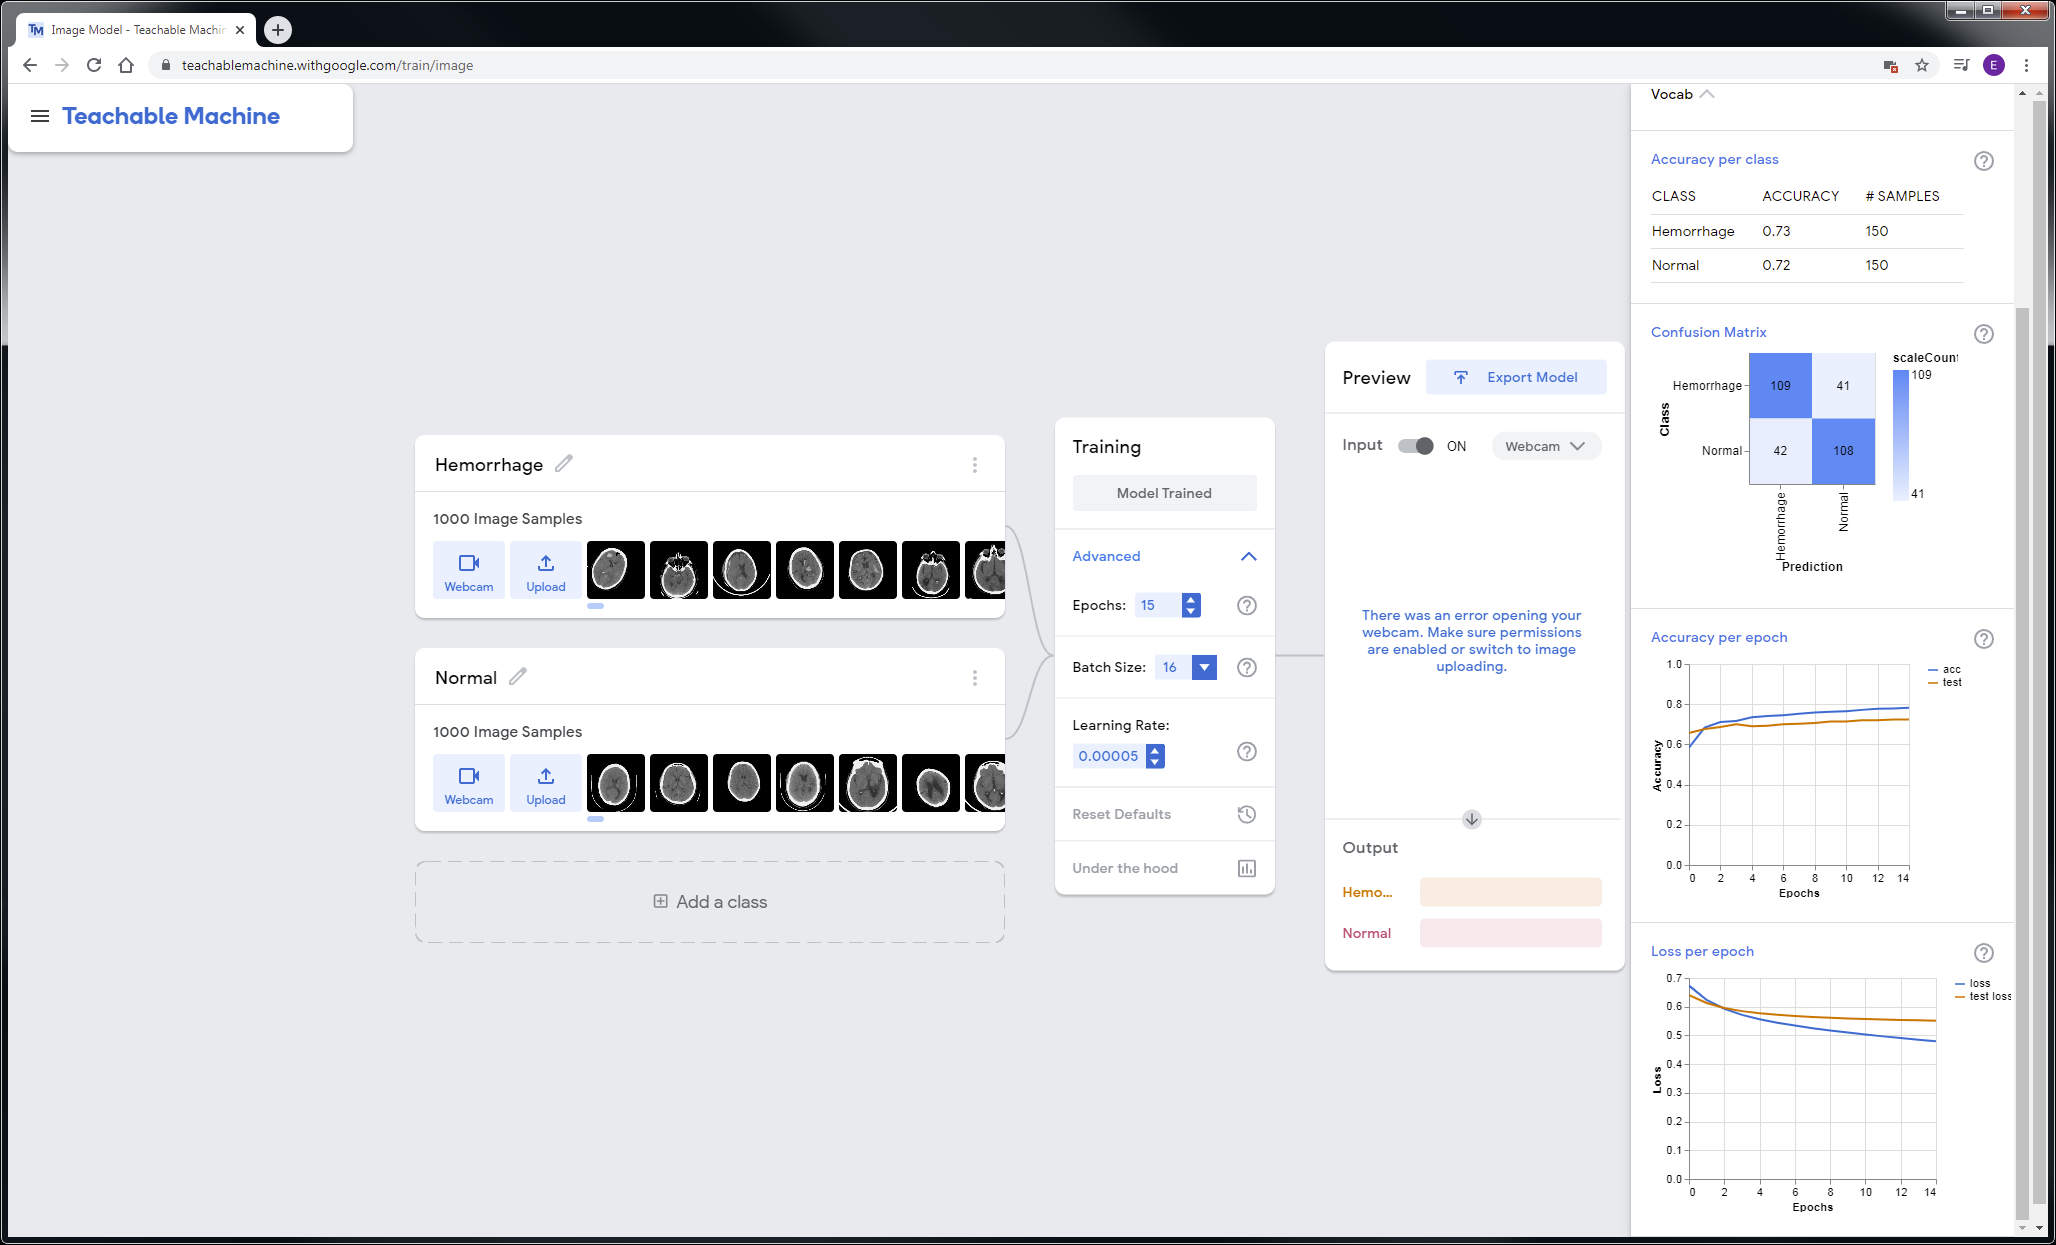 Image Model - Teachable Machin
teachablemachine.withgoogle.com/train/image
E
Teachable Machine
Hemorrhage
1000 Image Samples
Webcam
Upload
Normal
1000 Image Samples
Webcam
Upload
Add a class
Training
Model Trained
Advanced
Epochs: 15
Batch Size: 16
Learning Rate:
0.00005
Reset Defaults
Under the hood
Preview
Export Model
Input ON Webcam
There was an error opening your
webcam. Make sure permissions
are enabled or switch to image
uploading.
Output
Hemo...
Normal
Vocab
Accuracy per class
CLASS ACCURACY # SAMPLES
Hemorrhage 0.73 150
Normal 0.72 150
Confusion Matrix
scaleCount
109
41
Class
Hemorrhage 109 41
Normal 42 108
Hemorrhage
Normal
Prediction
Accuracy per epoch
acc
test
Accuracy
1.0
0.8
0.6
0.4
0.2
0.0
0 2 4 6 8 10 12 14
Epochs
Loss per epoch
loss
test loss
Loss
0.7
0.6
0.5
0.4
0.3
0.2
0.1
0.0
0 2 4 6 8 10 12 14
Epochs